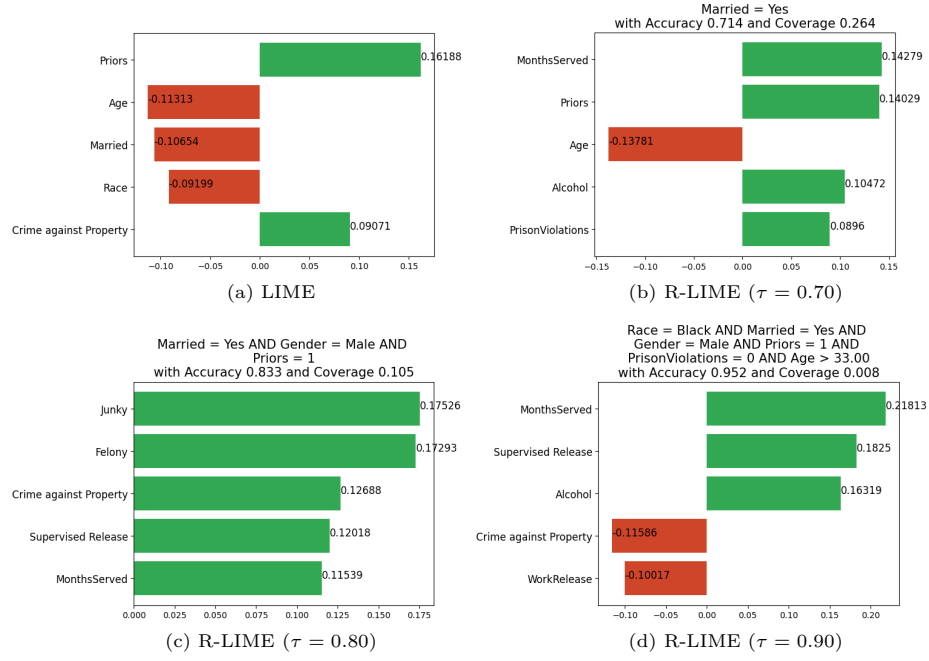 Priors
0.16188
Age
-0.11313
Married
-0.10654
Race
-0.09199
Crime against Property
0.09071
−0.10 −0.05 0.00 0.05 0.10 0.15
(a) LIME
Married = Yes
with Accuracy 0.714 and Coverage 0.264
MonthsServed
0.14279
Priors
0.14029
Age
-0.13781
Alcohol
0.10472
PrisonViolations
0.0896
−0.15 −0.10 −0.05 0.00 0.05 0.10 0.15
(b) R-LIME (τ = 0.70)
Married = Yes AND Gender = Male AND
Priors = 1
with Accuracy 0.833 and Coverage 0.105
Junky
0.17526
Felony
0.17293
Crime against Property
0.12688
Supervised Release
0.12018
MonthsServed
0.11539
0.000 0.025 0.050 0.075 0.100 0.125 0.150 0.175
(c) R-LIME (τ = 0.80)
Race = Black AND Married = Yes AND
Gender = Male AND Priors = 1 AND
PrisonViolations = 0 AND Age > 33.00
with Accuracy 0.952 and Coverage 0.008
MonthsServed
0.21813
Supervised Release
0.1825
Alcohol
0.16319
Crime against Property
-0.11586
WorkRelease
-0.10017
−0.10 −0.05 0.00 0.05 0.10 0.15 0.20
(d) R-LIME (τ = 0.90)